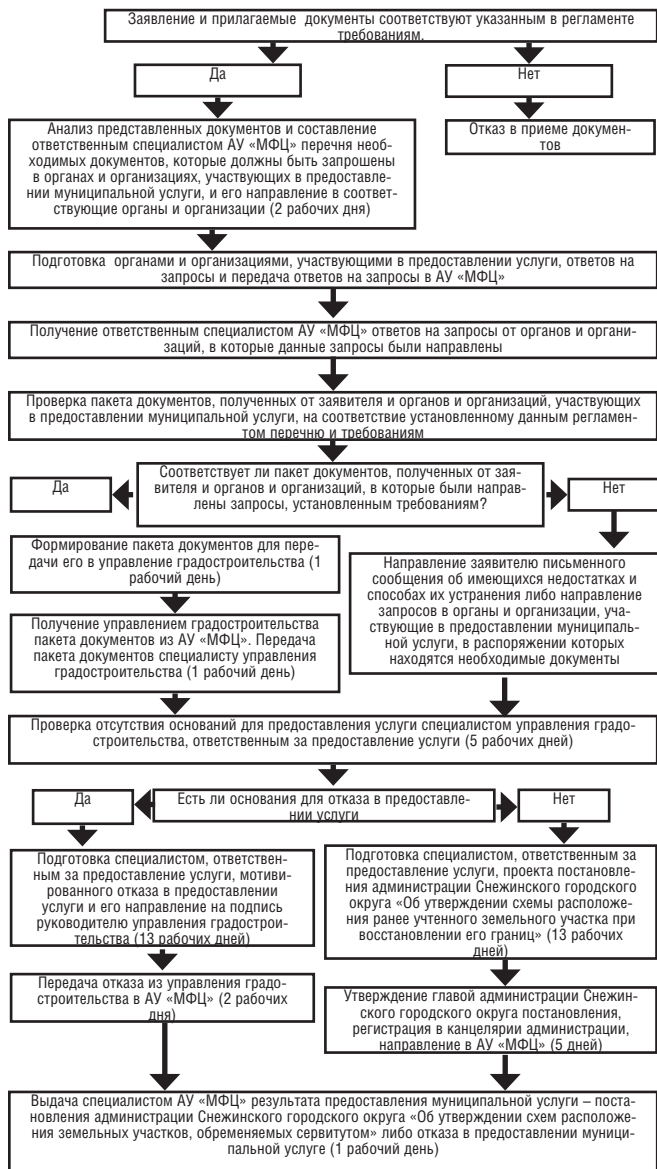 Заявление и прилагаемые документы соответствуют указанным в регламенте
требованиям.
Да
Нет
Анализ представленных документов и составление
ответственным специалистом АУ «МФЦ» перечня необ-
ходимых документов, которые должны быть запрошены
в органах и организациях, участвующих в предоставле-
нии муниципальной услуги, и его направление в соответ-
ствующие органы и организации (2 рабочих дня)
Отказ в приеме докумен-
тов
Подготовка органами и организациями, участвующими в предоставлении услуги, ответов на
запросы и передача ответов на запросы в АУ «МФЦ»
Получение ответственным специалистом АУ «МФЦ» ответов на запросы от органов и органи-
заций, в которые данные запросы были направлены
Проверка пакета документов, полученных от заявителя и органов и организаций, участвующих
в предоставлении муниципальной услуги, на соответствие установленному данным регламен-
том перечню и требованиям
Соответствует ли пакет документов, полученных от зая-
вителя и органов и организаций, в которые были направ-
лены запросы, установленным требованиям?
Да
Нет
Формирование пакета документов для пере-
дачи его в управление градостроительства (1
рабочий день)
Получение управлением градостроительства
пакета документов из АУ «МФЦ». Передача
пакета документов специалисту управления
градостроительства (1 рабочий день)
Направление заявителю письменного
сообщения об имеющихся недостатках и
способах их устранения либо направление
запросов в органы и организации, уча-
ствующие в предоставлении муниципаль-
ной услуги, в распоряжении которых
находятся необходимые документы
Проверка отсутствия оснований для предоставления услуги специалистом управления градо-
строительства, ответственным за предоставление услуги (5 рабочих дней)
Да
Есть ли основания для отказа в предоставле-
нии услуги
Нет
Подготовка специалистом, ответствен-
ным за предоставление услуги, мотиви-
рованного отказа в предоставлении
услуги и его направление на подпись
руководителю управления градострои-
тельства (13 рабочих дней)
Подготовка специалистом, ответственным за
предоставление услуги, проекта постановле-
ния администрации Снежинского городского
округа «Об утверждении схемы расположе-
ния ранее учтенного земельного участка при
восстановлении его границ» (13 рабочих
дней)
Передача отказа из управления градо-
строительства в АУ «МФЦ» (2 рабочих
дня)
Утверждение главой администрации Снежин-
ского городского округа постановления,
регистрация в канцелярии администрации,
направление в АУ «МФЦ» (5 дней)
Выдача специалистом АУ «МФЦ» результата предоставления муниципальной услуги – поста-
новления администрации Снежинского городского округа «Об утверждении схем расположе-
ния земельных участков, обременяемых сервитутом» либо отказа в предоставлении муници-
пальной услуге (1 рабочий день)